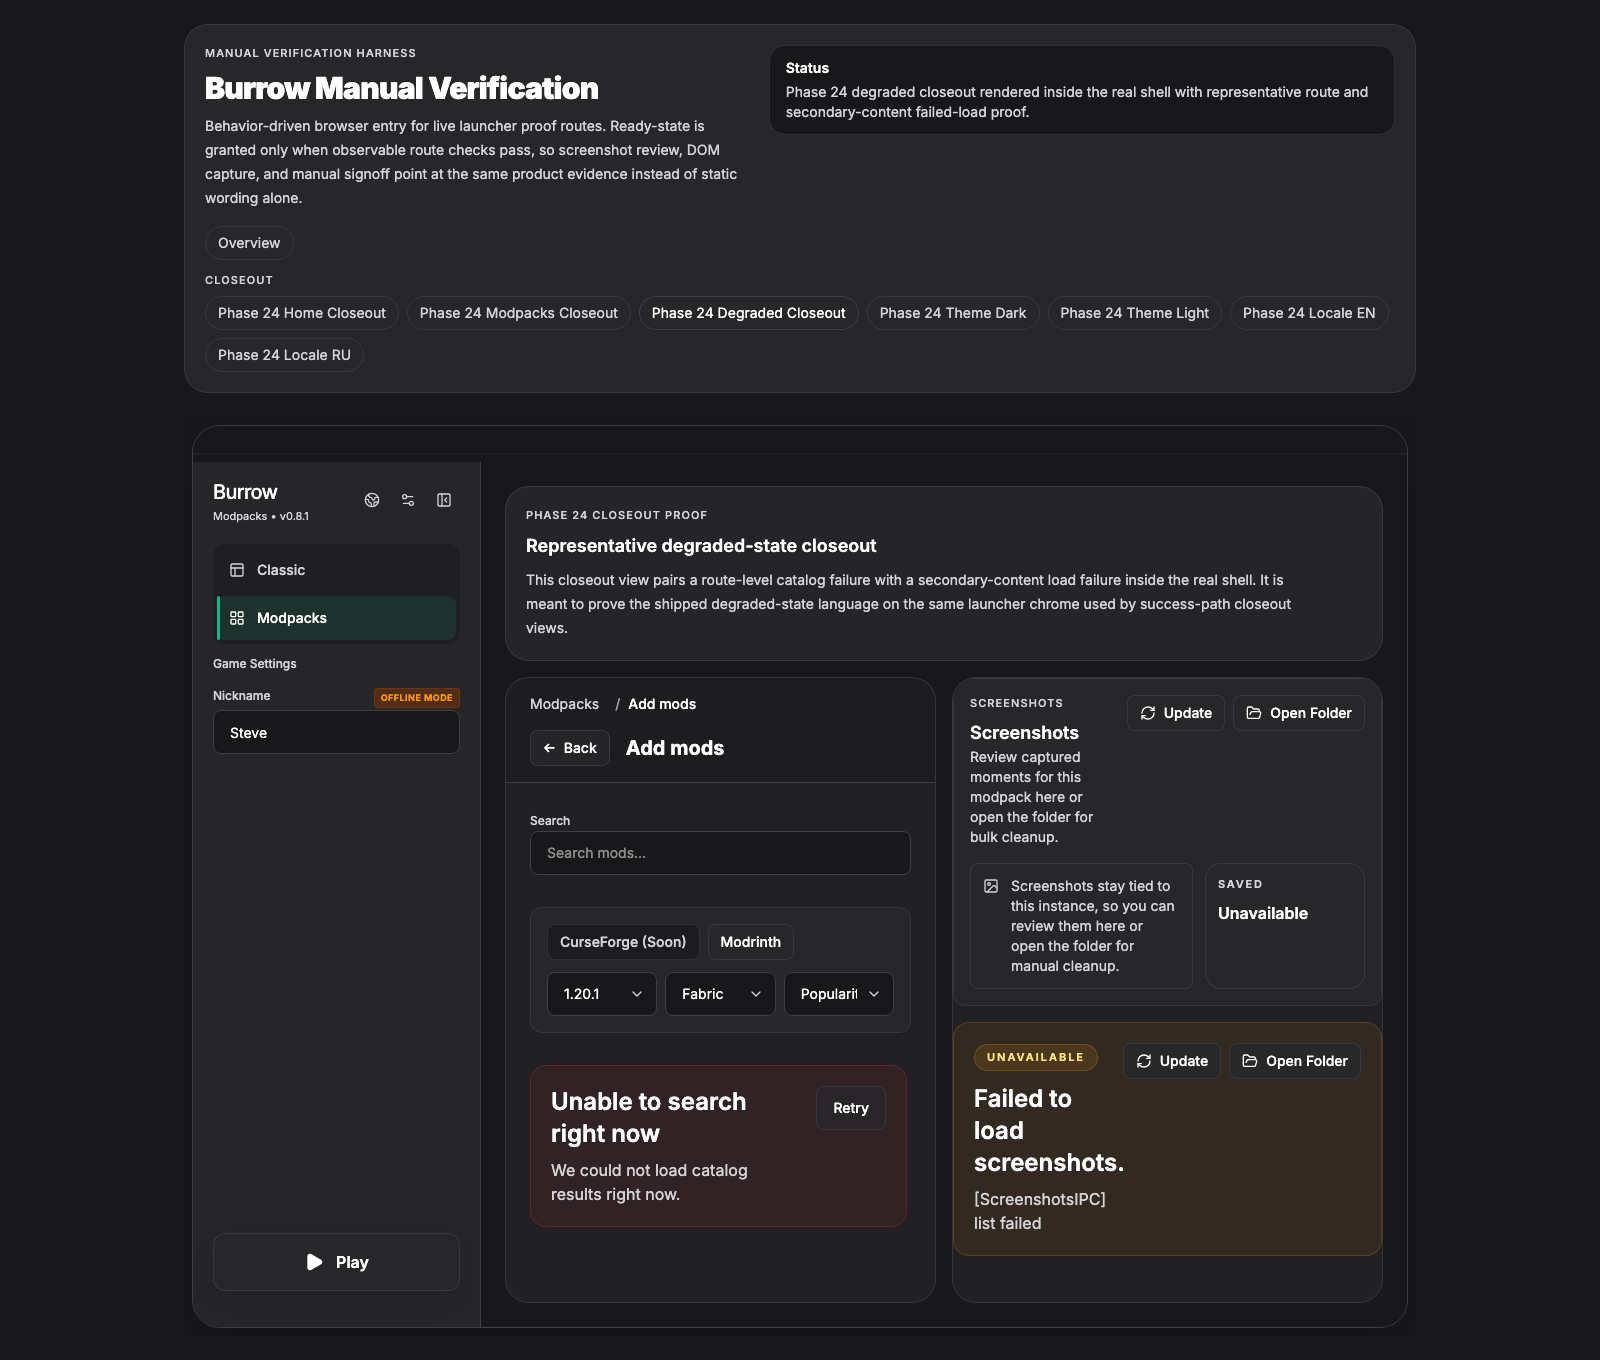 MANUAL VERIFICATION HARNESS
Burrow Manual Verification
Behavior-driven browser entry for live launcher proof routes. Ready-state is
granted only when observable route checks pass, so screenshot review, DOM
capture, and manual signoff point at the same product evidence instead of static
wording alone.
Status
Phase 24 degraded closeout rendered inside the real shell with representative route and
secondary-content failed-load proof.
Overview
CLOSEOUT
Phase 24 Home Closeout
Phase 24 Modpacks Closeout
Phase 24 Degraded Closeout
Phase 24 Theme Dark
Phase 24 Theme Light
Phase 24 Locale EN
Phase 24 Locale RU
Burrow
Modpacks • v0.8.1
Classic
Modpacks
Game Settings
Nickname
OFFLINE MODE
Steve
Play
PHASE 24 CLOSEOUT PROOF
Representative degraded-state closeout
This closeout view pairs a route-level catalog failure with a secondary-content load failure inside the real shell. It is
meant to prove the shipped degraded-state language on the same launcher chrome used by success-path closeout
views.
Modpacks / Add mods
Back
Add mods
Search
Search mods...
CurseForge (Soon)
Modrinth
1.20.1
Fabric
Popularit
Unable to search
right now
We could not load catalog
results right now.
Retry
SCREENSHOTS
Screenshots
Review captured
moments for this
modpack here or
open the folder for
bulk cleanup.
Update
Open Folder
Screenshots stay tied to
this instance, so you can
review them here or
open the folder for
manual cleanup.
SAVED
Unavailable
UNAVAILABLE
Update
Open Folder
Failed to
load
screenshots.
[ScreenshotsIPC]
list failed